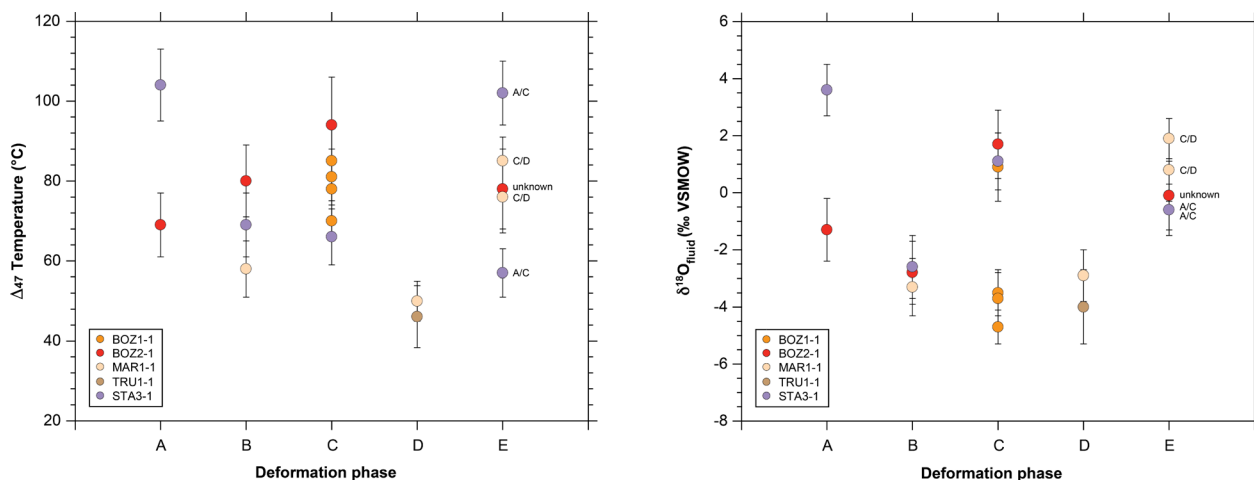 120
100
80
60
40
20
Δ47 Temperature (°C)
A/C
C/D
unknown
C/D
A/C
BOZ1-1
BOZ2-1
MAR1-1
TRU1-1
STA3-1
A B C D E
Deformation phase
6
4
2
0
-2
-4
-6
-8
δ18Ofluid (‰ VSMOW)
C/D
C/D
unknown
A/C
A/C
BOZ1-1
BOZ2-1
MAR1-1
TRU1-1
STA3-1
A B C D E
Deformation phase